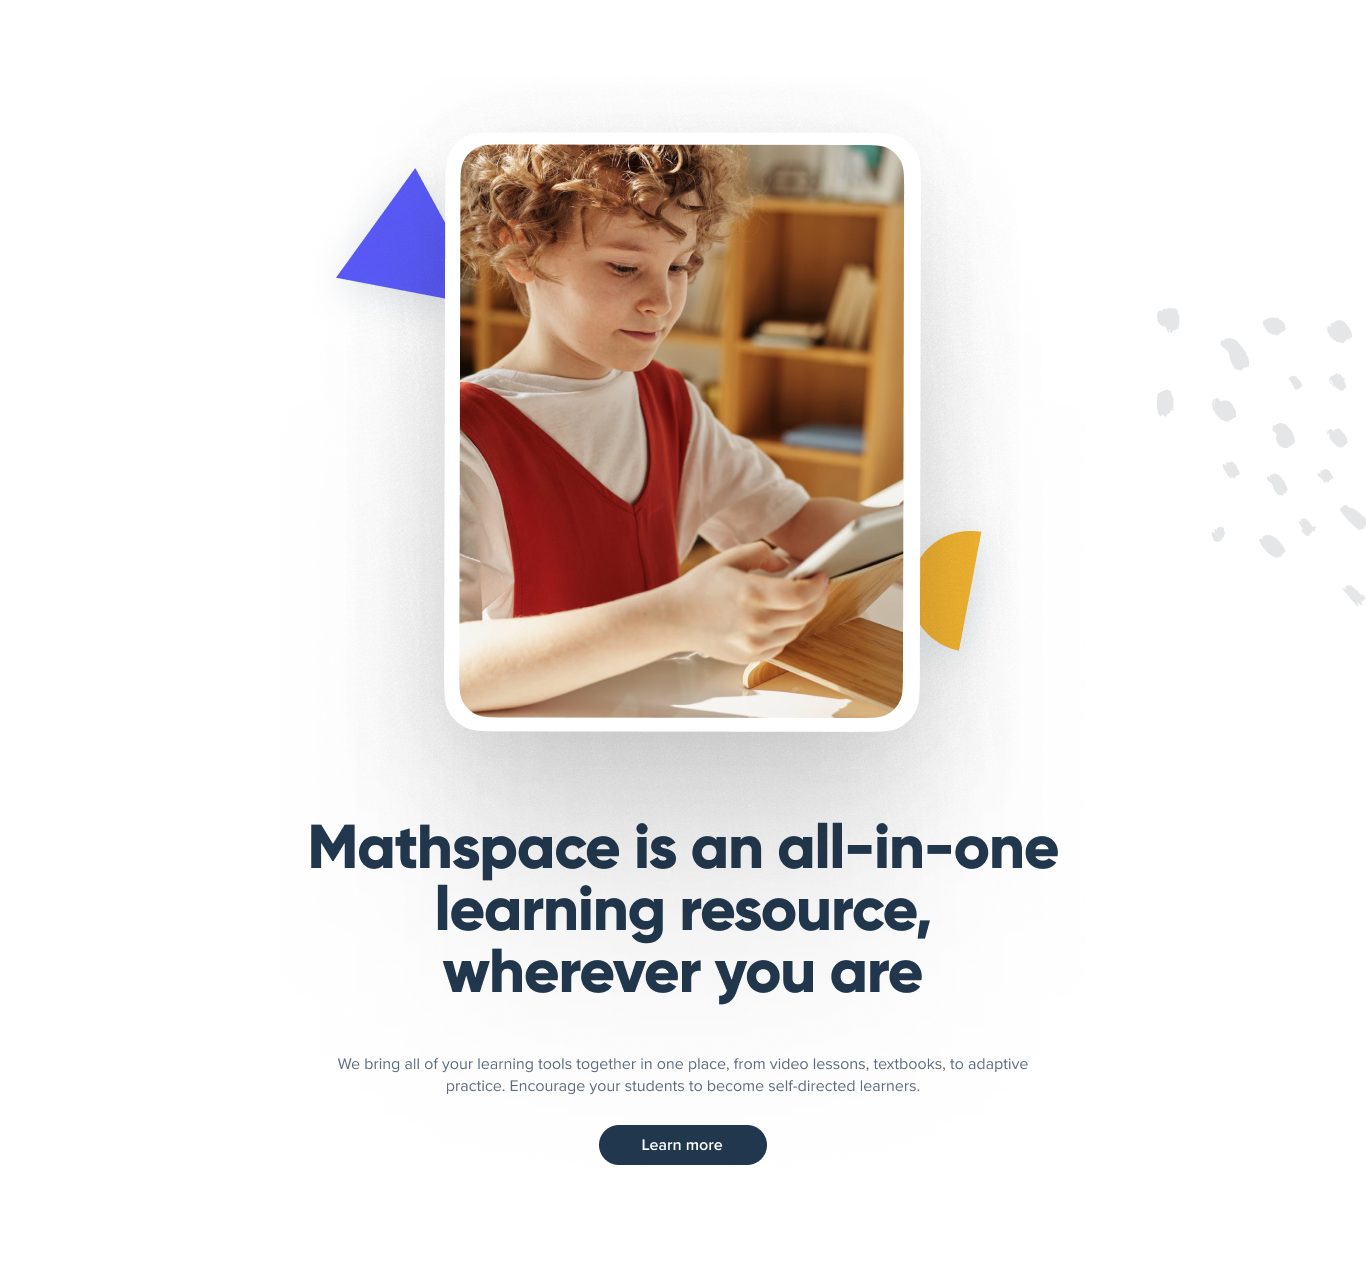 Mathspace is an all-in-one
learning resource,
wherever you are
We bring all of your learning tools together in one place, from video lessons, textbooks, to adaptive
practice. Encourage your students to become self-directed learners.
Learn more